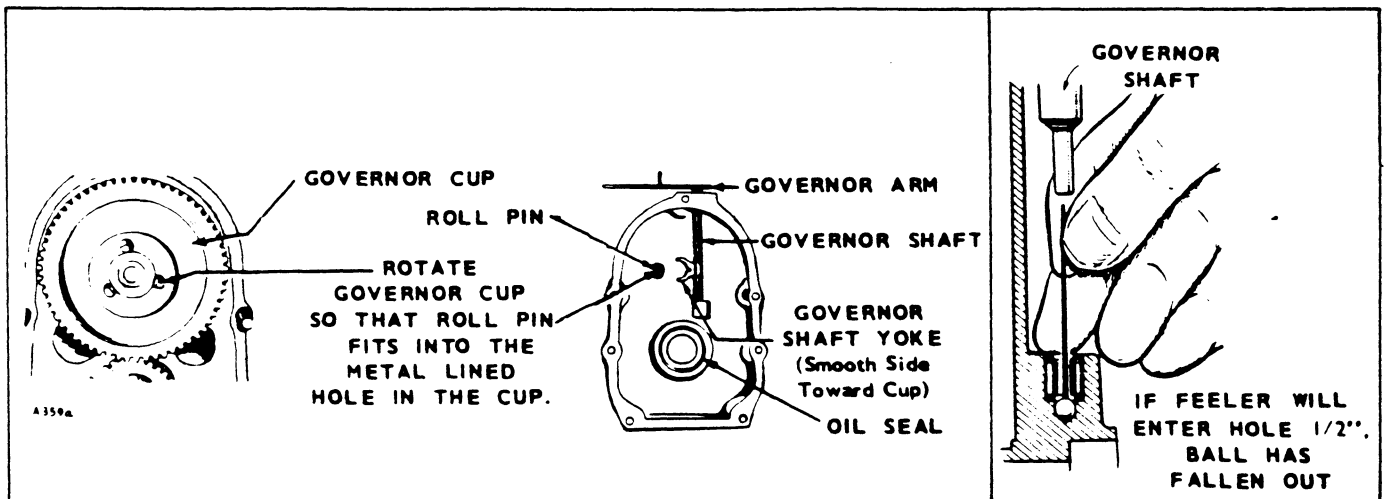 GOVERNOR CUP
ROLL PIN
ROTATE
GOVERNOR CUP
SO THAT ROLL PIN
FITS INTO THE
METAL LINED
HOLE IN THE CUP.
A359a
GOVERNOR ARM
GOVERNOR SHAFT
GOVERNOR
SHAFT YOKE
(Smooth Side
Toward Cup)
OIL SEAL
GOVERNOR
SHAFT
IF FEELER WILL
ENTER HOLE 1/2",
BALL HAS
FALLEN OUT